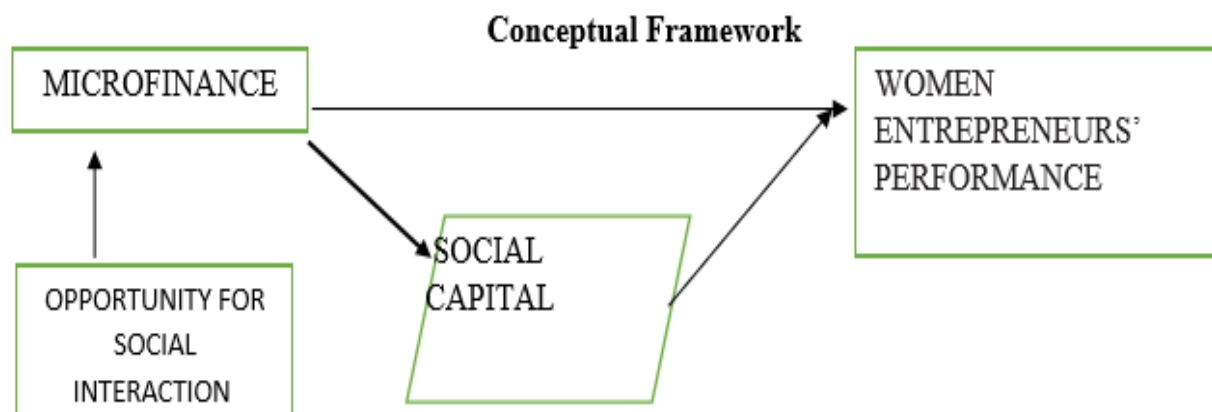 Conceptual Framework
MICROFINANCE
WOMEN
ENTREPRENEURS’
PERFORMANCE
SOCIAL
CAPITAL
OPPORTUNITY FOR
SOCIAL
INTERACTION